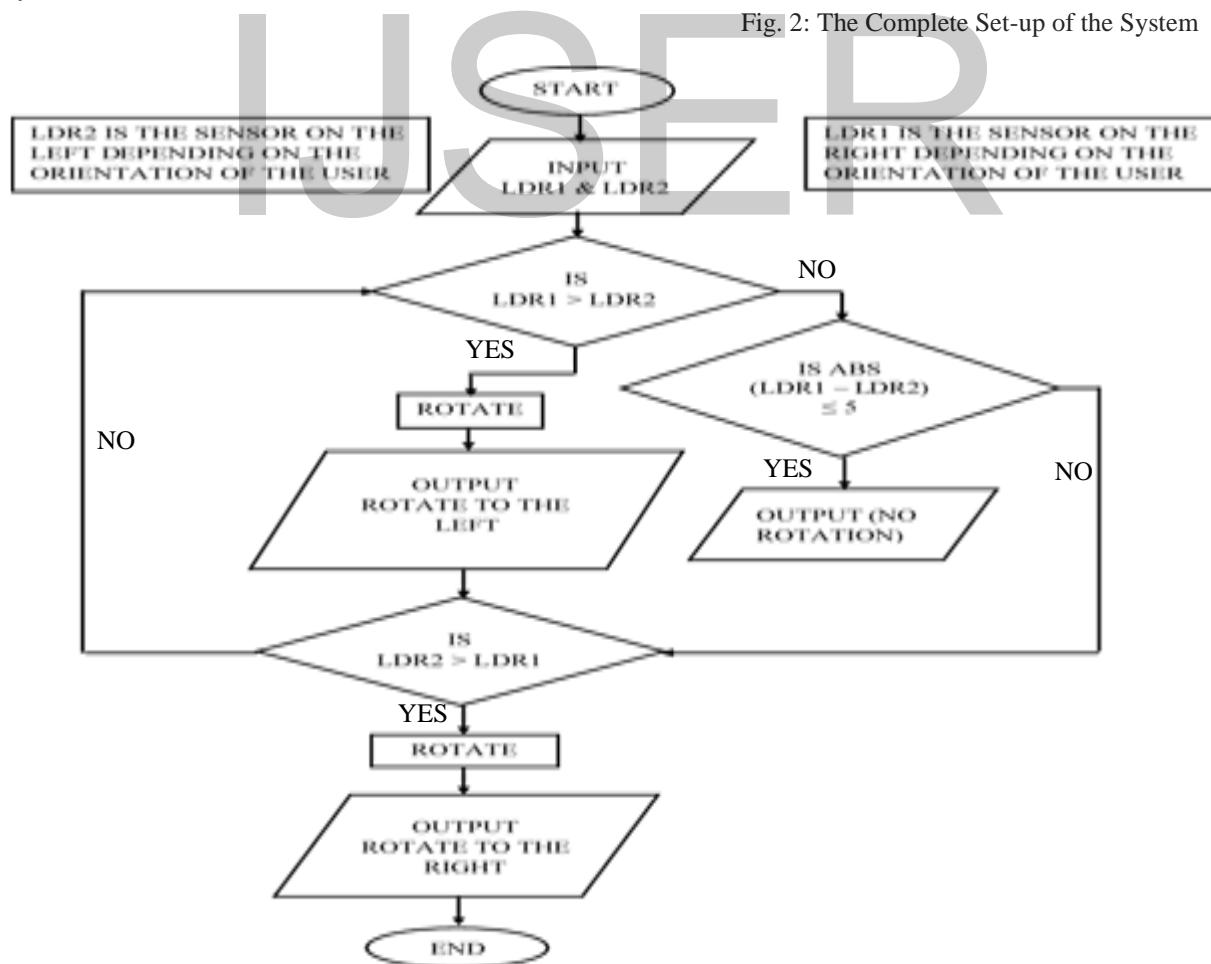 Fig. 2: The Complete Set-up of the System
IJSER
START
LDR2 IS THE SENSOR ON THE
LEFT DEPENDING ON THE
ORIENTATION OF THE USER
LDR1 IS THE SENSOR ON THE
RIGHT DEPENDING ON THE
ORIENTATION OF THE USER
INPUT
LDR1 & LDR2
IS
LDR1 > LDR2
NO
YES
IS ABS
(LDR1 – LDR2)
≤ 5
ROTATE
NO
YES
NO
OUTPUT
ROTATE TO THE
LEFT
OUTPUT (NO
ROTATION)
IS
LDR2 > LDR1
YES
ROTATE
OUTPUT
ROTATE TO THE
RIGHT
END